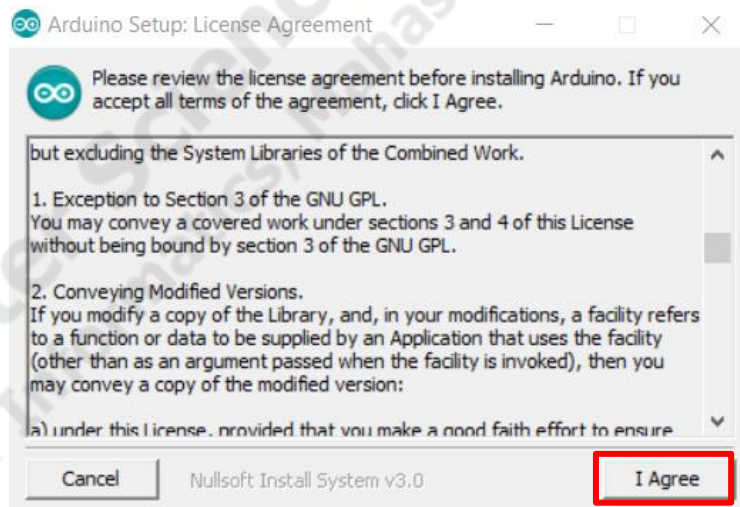 Arduino Setup: License Agreement
Please review the license agreement before installing Arduino. If you
accept all terms of the agreement, click I Agree.
but excluding the System Libraries of the Combined Work.
1. Exception to Section 3 of the GNU GPL.
You may convey a covered work under sections 3 and 4 of this License
without being bound by section 3 of the GNU GPL.
2. Conveying Modified Versions.
If you modify a copy of the Library, and, in your modifications, a facility refers
to a function or data to be supplied by an Application that uses the facility
(other than as an argument passed when the facility is invoked), then you
may convey a copy of the modified version:
a) under this License, provided that you make a good faith effort to ensure
Cancel Nullsoft Install System v3.0 I Agree